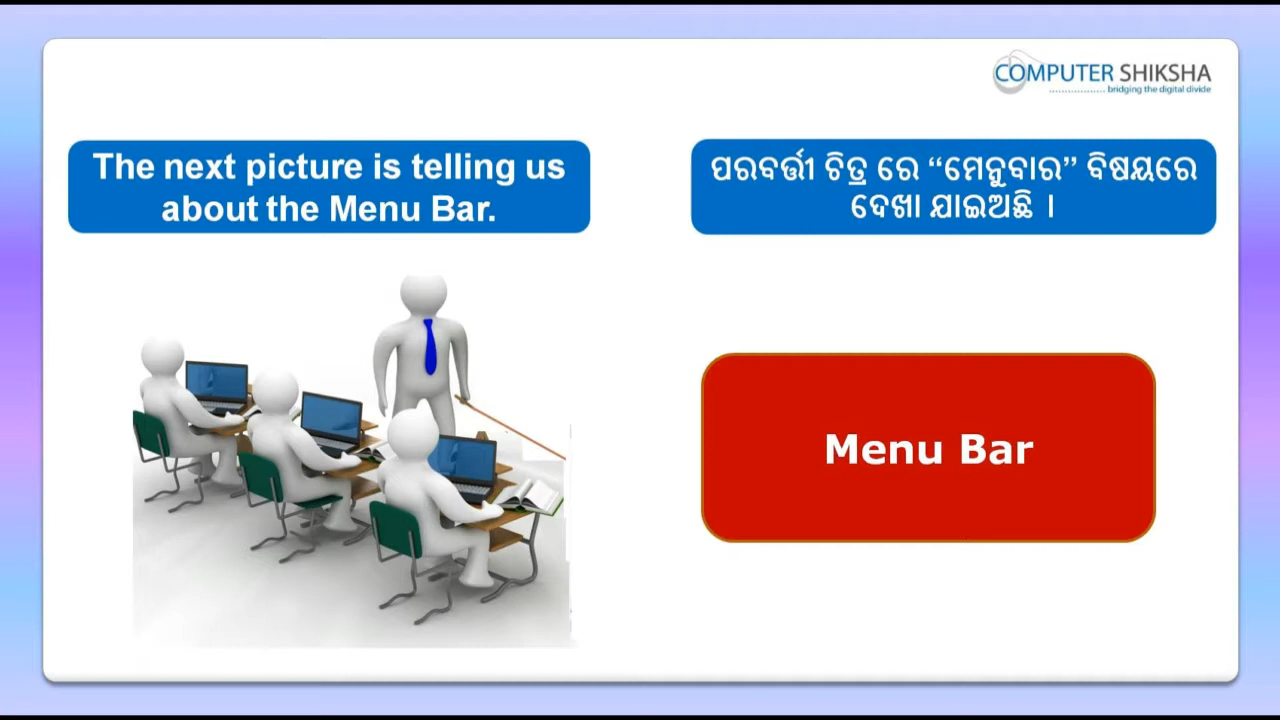 COMPUTER SHIKSHA
bridging the digital divide
The next picture is telling us
about the Menu Bar.
ପରବର୍ତ୍ତୀ ଚିତ୍ର ରେ “ମେନୁବାର” ବିଷୟରେ
ଦେଖା ଯାଇଅଛି ।
Menu Bar